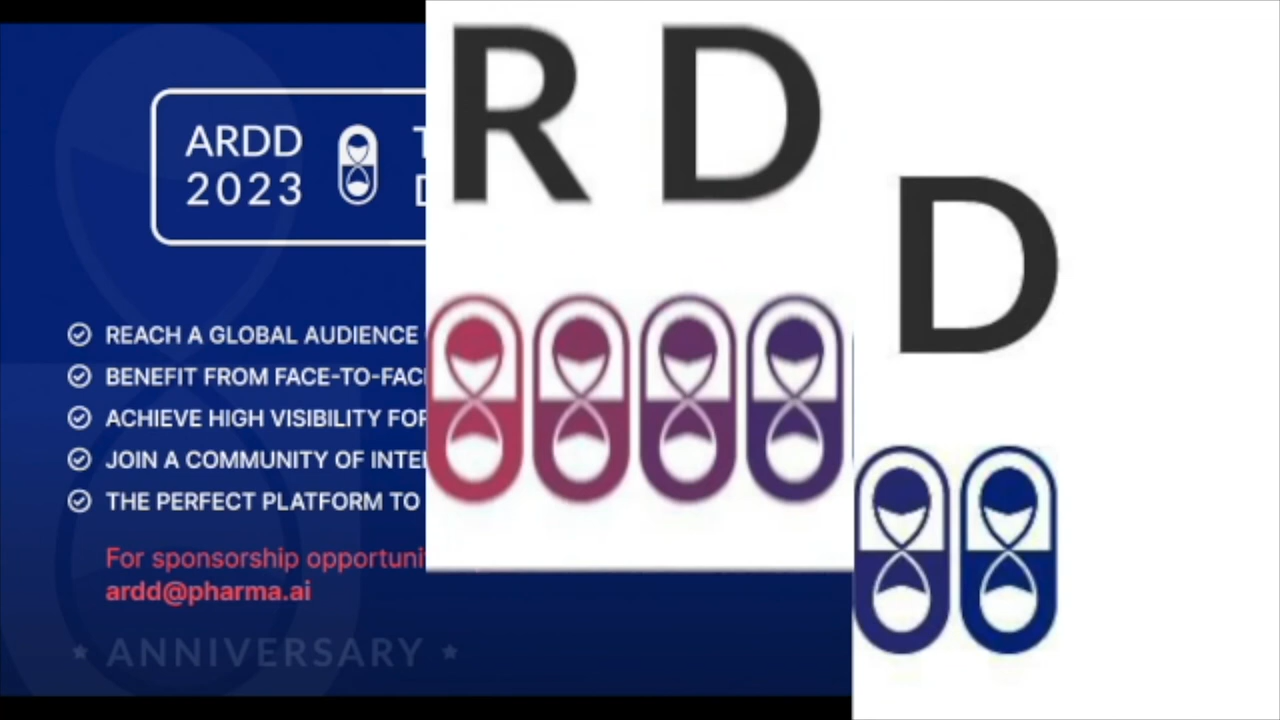 ARDD
2023
REACH A GLOBAL AUDIENCE
BENEFIT FROM FACE-TO-FAC
ACHIEVE HIGH VISIBILITY FOR
JOIN A COMMUNITY OF INTE
THE PERFECT PLATFORM TO
For sponsorship opportuni
ardd@pharma.ai
ANNIVERSARY
R D
D